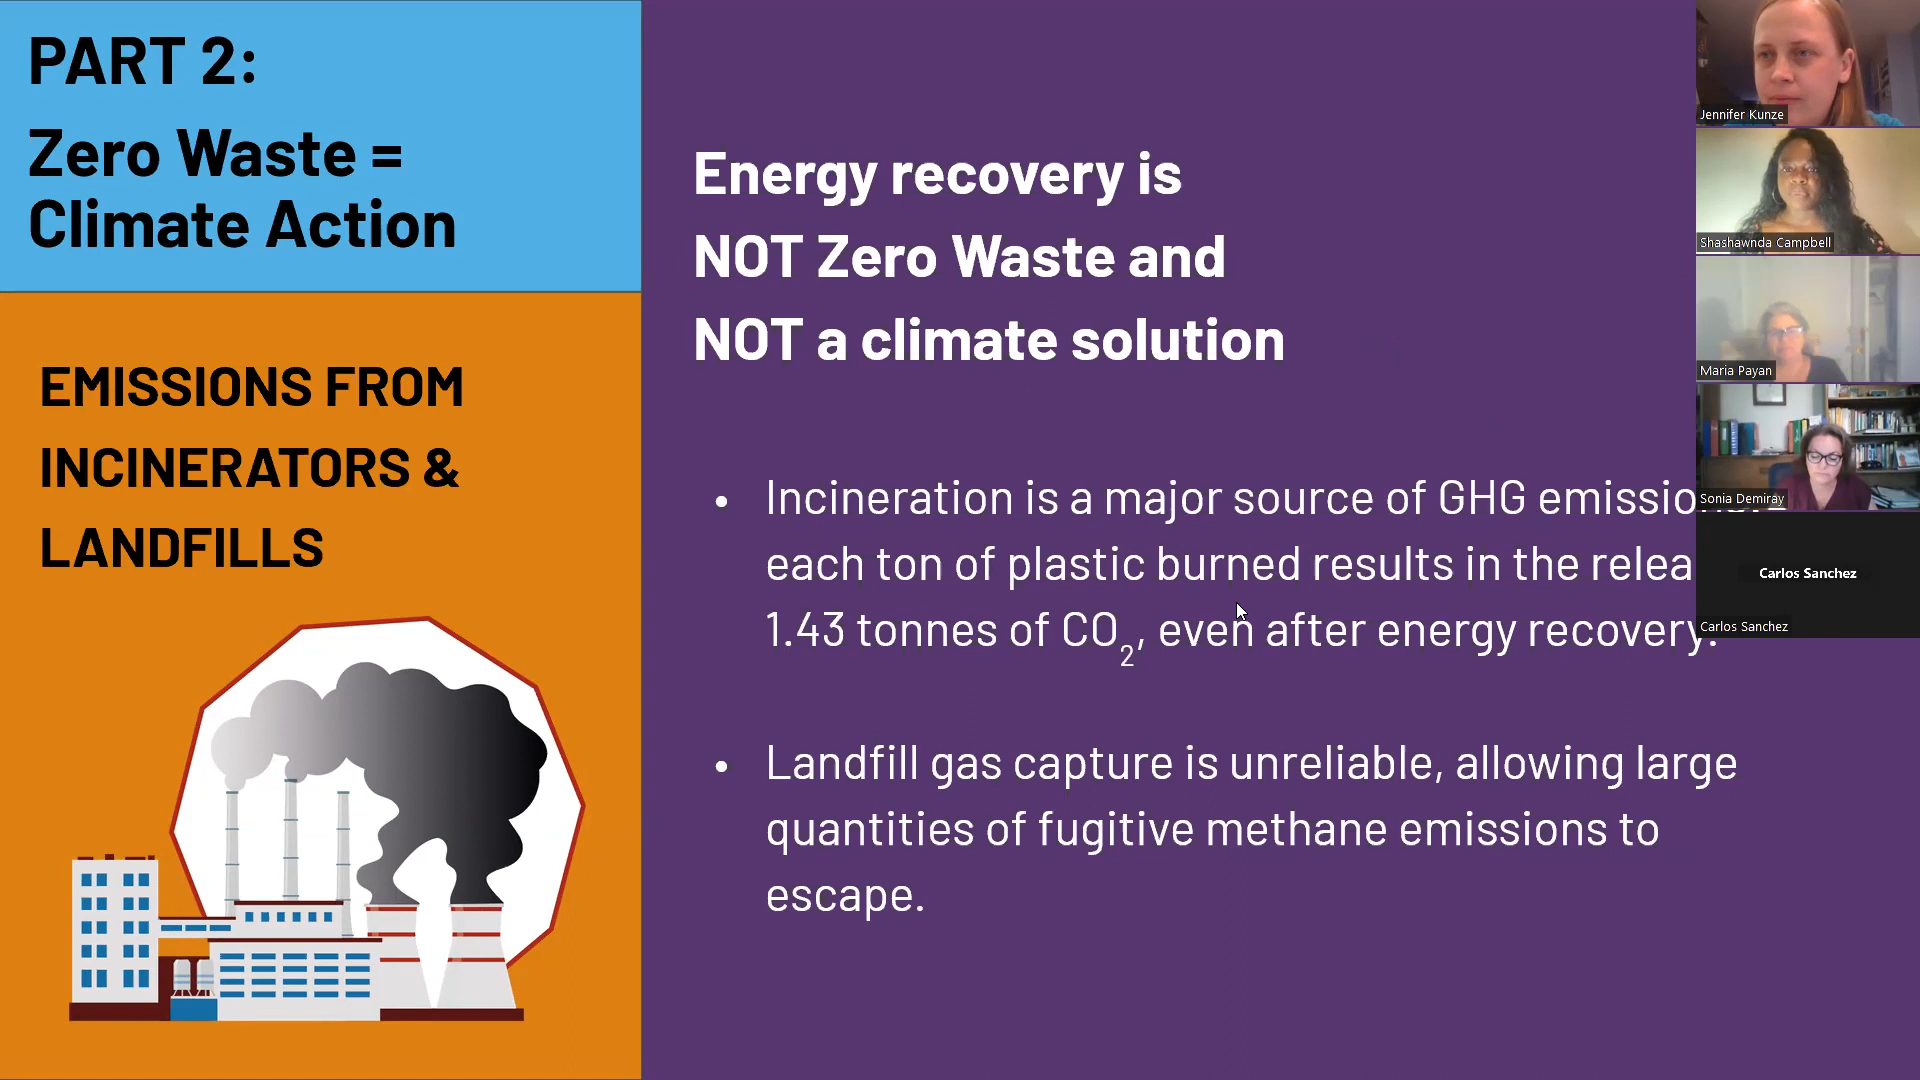 PART 2:
Zero Waste =
Climate Action
EMISSIONS FROM
INCINERATORS &
LANDFILLS
Energy recovery is
NOT Zero Waste and
NOT a climate solution
• Incineration is a major source of GHG
each ton of plastic burned results in the
1.43 tonnes of CO₂, even after energy recovery.
• Landfill gas capture is unreliable, allowing large
quantities of fugitive methane emissions to
escape.
Jennifer Kunze
Shashawnda Campbell
Maria Payan
Sonia Demiray
Carlos Sanchez
Carlos Sanchez